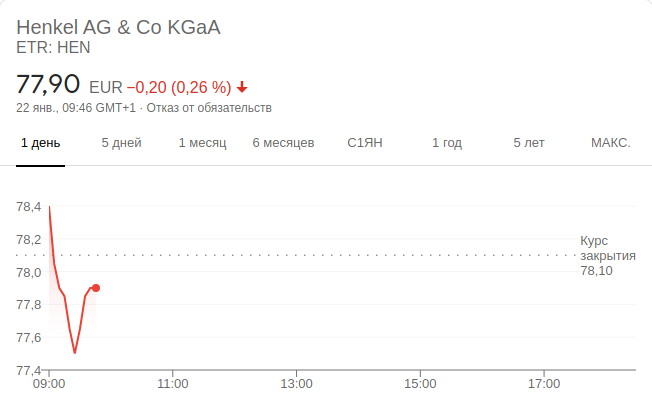 Henkel AG & Co KGaA
ETR: HEN
77,90 EUR −0,20 (0,26 %)
22 янв., 09:46 GMT+1 · Отказ от обязательств
1 день 5 дней 1 месяц 6 месяцев С1ЯН 1 год 5 лет МАКС.
78,4
78,2
Курс
закрытия
78,10
78,0
77,8
77,6
77,4
09:00 11:00 13:00 15:00 17:00